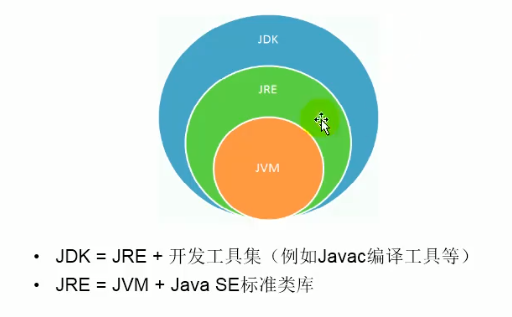 JDK
JRE
JVM
• JDK = JRE + 开发工具集（例如Javac编译工具等）
• JRE = JVM + Java SE标准类库